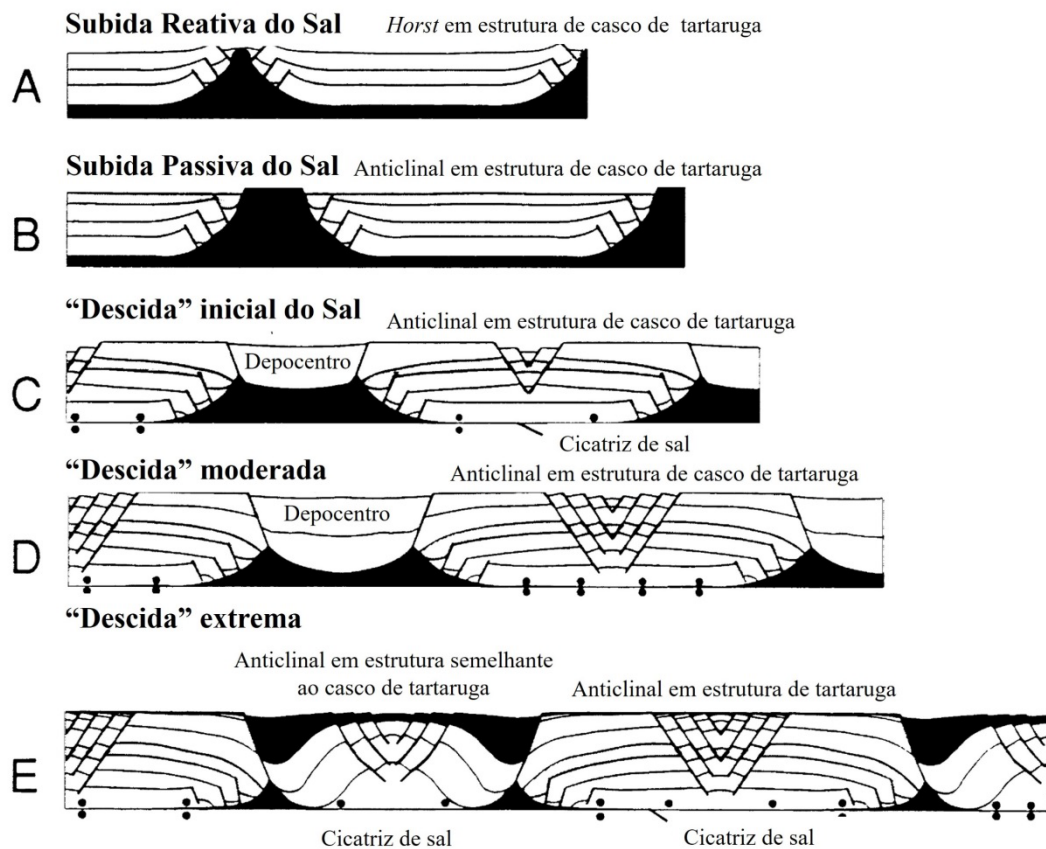 Subida Reativa do Sal
Horst em estrutura de casco de tartaruga
A
Subida Passiva do Sal
Anticlinal em estrutura de casco de tartaruga
B
“Descida” inicial do Sal
Anticlinal em estrutura de casco de tartaruga
Depocentro
C
Cicatriz de sal
“Descida” moderada
Anticlinal em estrutura de casco de tartaruga
Depocentro
D
“Descida” extrema
Anticlinal em estrutura semelhante
ao casco de tartaruga
Anticlinal em estrutura de tartaruga
E
Cicatriz de sal
Cicatriz de sal